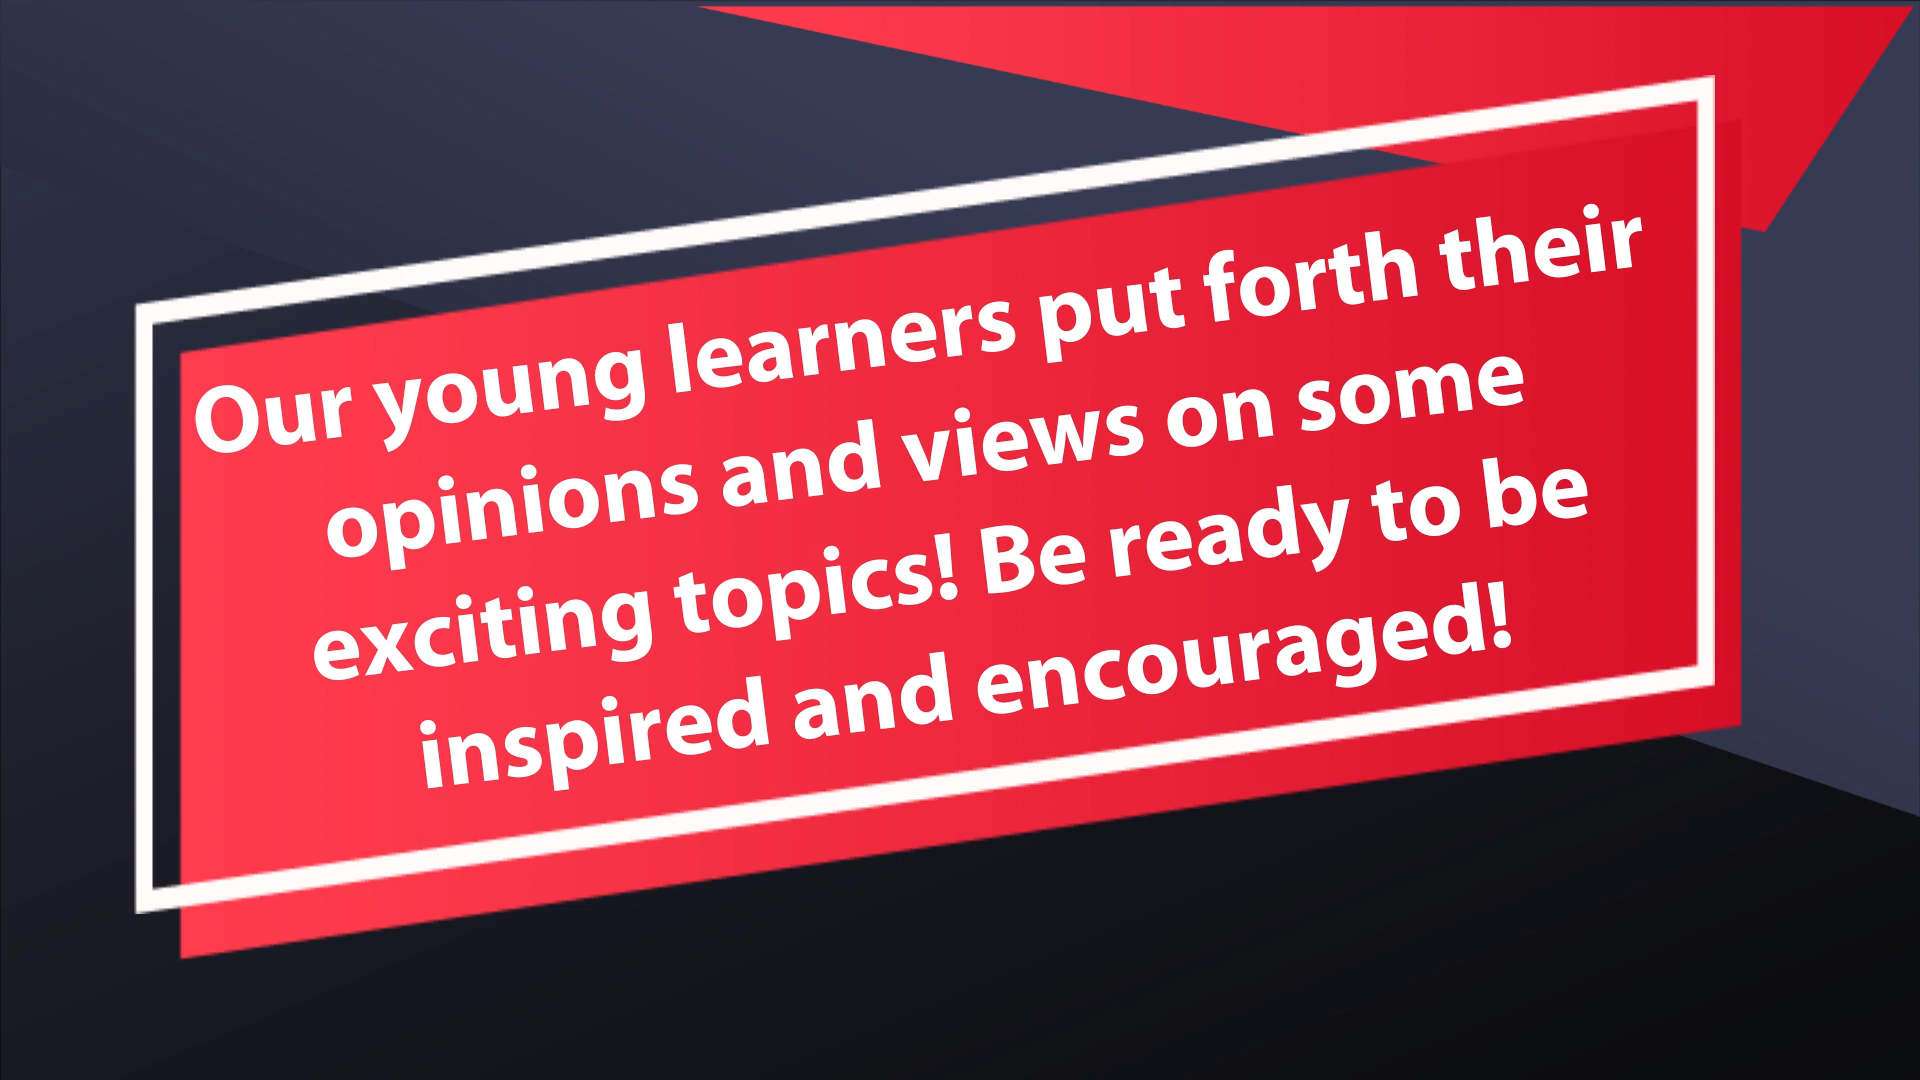 Our young learners put forth their
opinions and views on some
exciting topics! Be ready to be
inspired and encouraged!